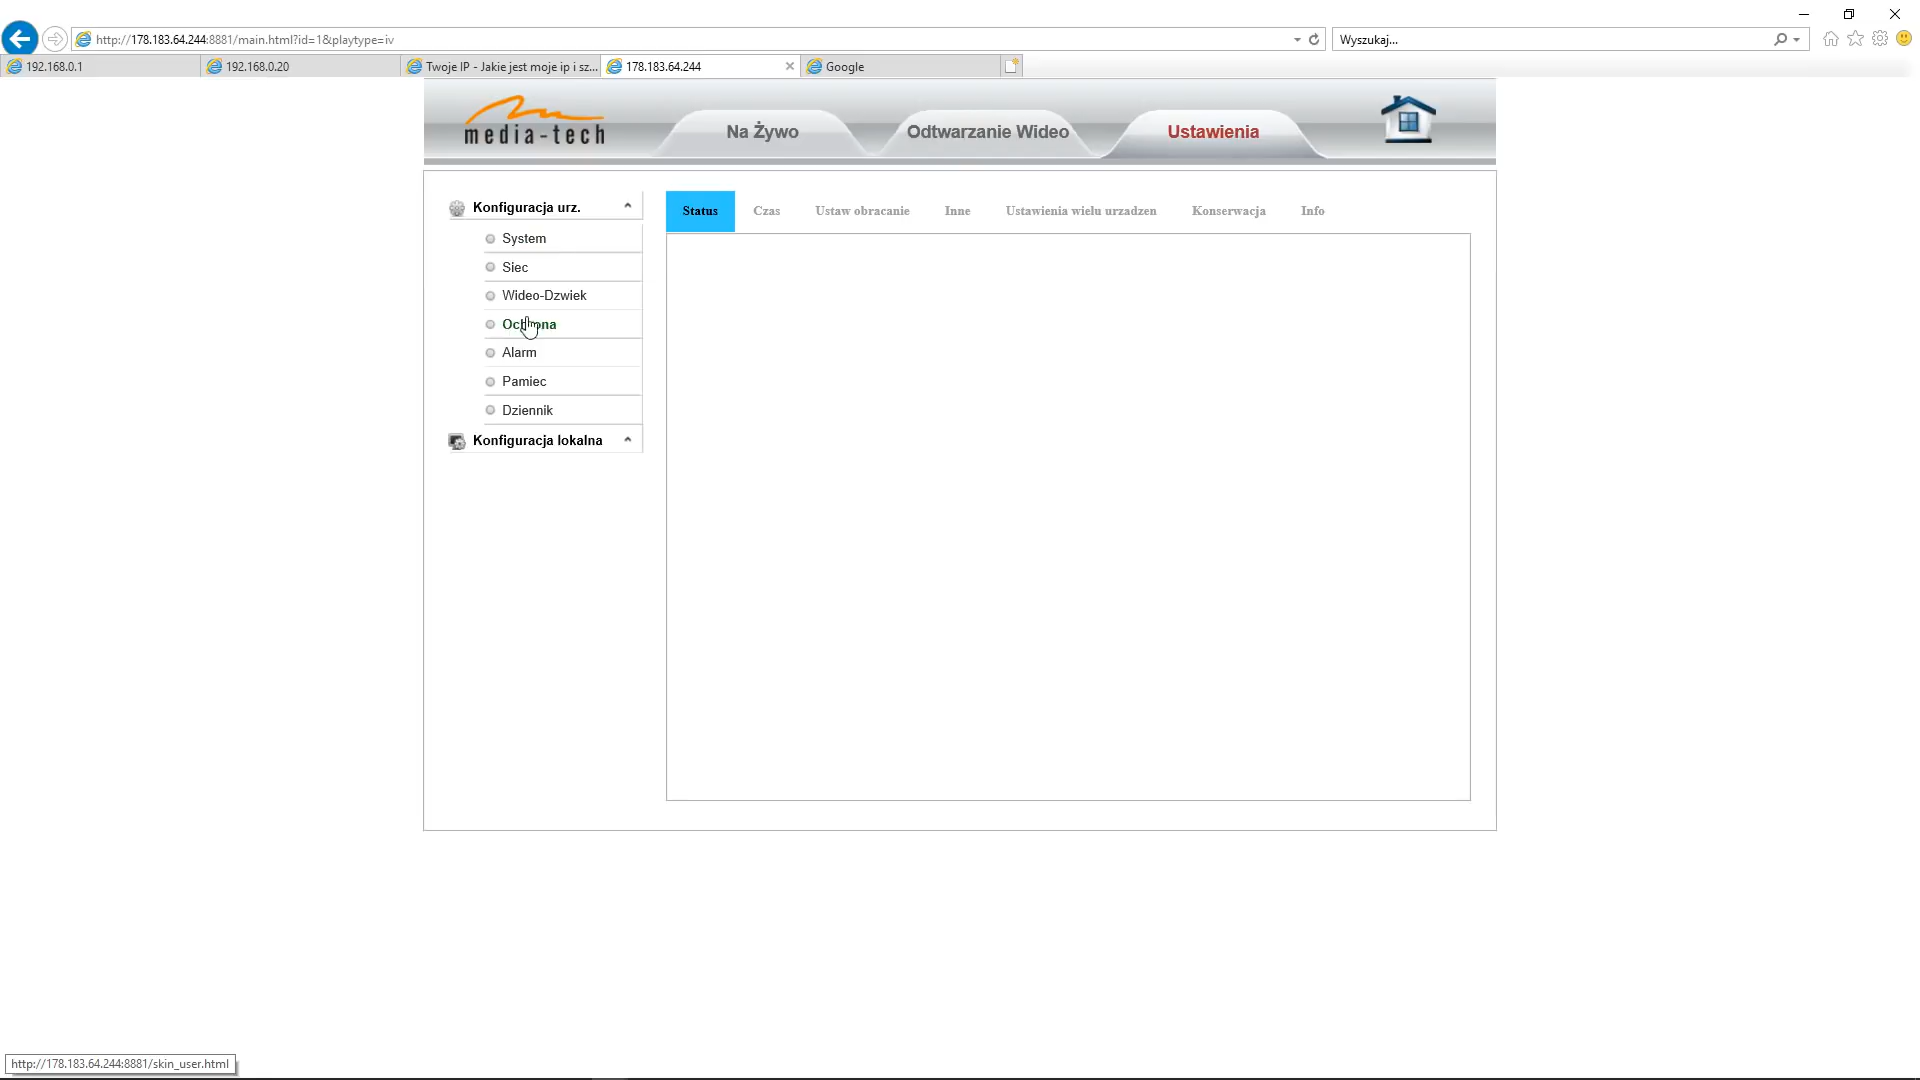 http://178.183.64.244:8881/main.html?id=1&playtype=iv
Wyszukaj...
192.168.0.1
192.168.0.20
Twoje IP - Jakie jest moje ip i sz...
178.183.64.244
Google
media-tech
Na Żywo
Odtwarzanie Wideo
Ustawienia
Konfiguracja urz.
System
Siec
Wideo-Dzwiek
Ochrona
Alarm
Pamiec
Dziennik
Konfiguracja lokalna
Status Czas Ustaw obracanie Inne Ustawienia wielu urzadzen Konserwacja Info
http://178.183.64.244:8881/skin_user.html